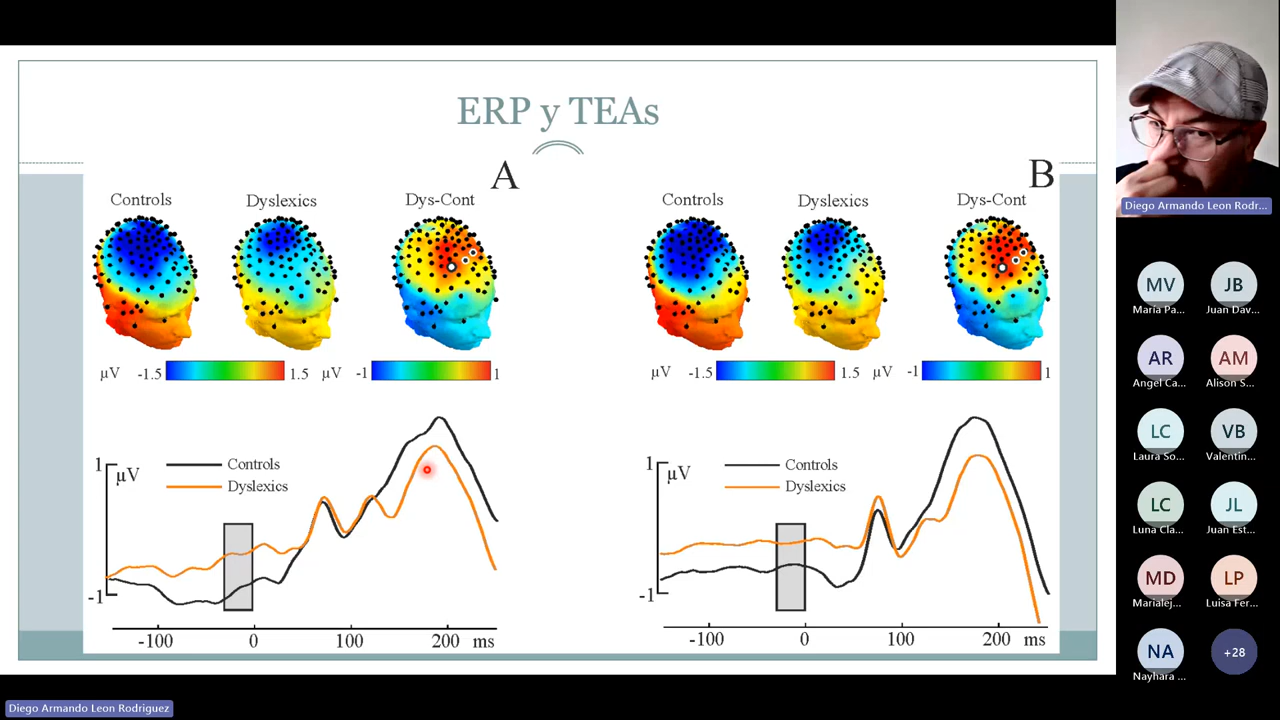 ERP y TEAs
A
Controls
Dyslexics
Dys-Cont
µV
-1.5
1.5
µV
-1
1
1
µV
-1
Controls
Dyslexics
-100
0
100
200
ms
B
Controls
Dyslexics
Dys-Cont
µV
-1.5
1.5
µV
-1
1
1
µV
-1
Controls
Dyslexics
-100
0
100
200
ms
Diego Armando Leon Rodr...
MV
Maria Pa...
JB
Juan Dav...
AR
Angel Ca...
AM
Alison S...
LC
Laura So...
VB
Valentin...
LC
Luna Cla...
JL
Juan Est...
MD
Marialej...
LP
Luisa Fer...
NA
Nayhara ...
+28
Diego Armando Leon Rodriguez